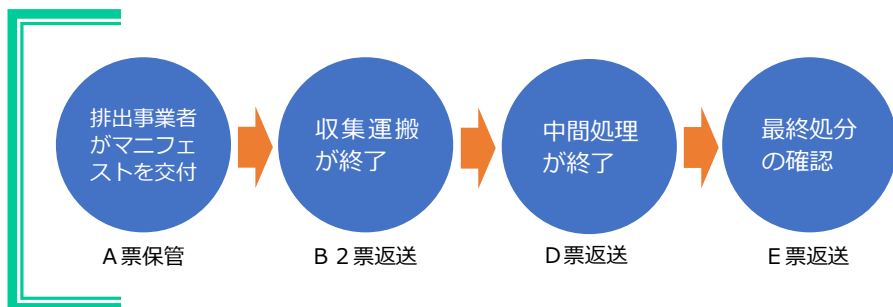 排出事業者
がマニフェ
ストを交付
収集運搬
が終了
中間処理
が終了
最終処分
の確認
A票保管
B2票返送
D票返送
E票返送